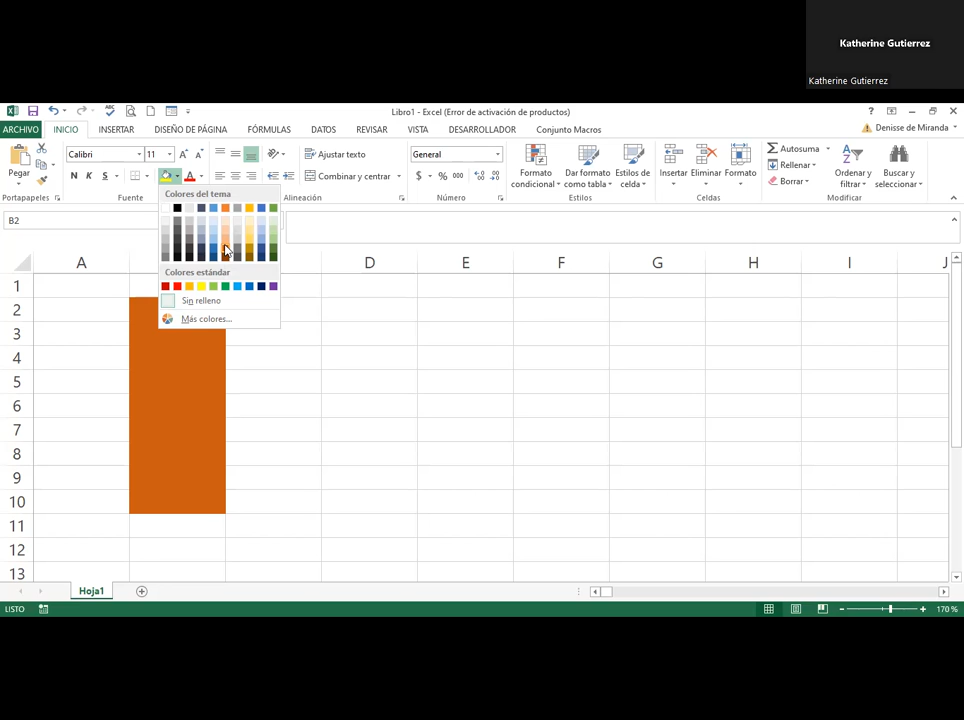 Katherine Gutierrez
Katherine Gutierrez
Libro1 - Excel (Error de activación de productos)
ARCHIVO INICIO INSERTAR DISEÑO DE PÁGINA FÓRMULAS DATOS REVISAR VISTA DESARROLLADOR Conjunto Macros Denisse de Miranda
Calibri 11 Ajustar texto General Autosuma
Pegar N K S Combinar y centrar $ % 000 Formato condicional Dar formato como tabla Estilos de celda Insertar Eliminar Formato Rellenar Borrar Ordenar y filtrar Buscar y seleccionar
Portapapeles Fuente Alineación Número Estilos Celdas Modificar
Colores del tema
B2
A D E F G H I J
Colores estándar
Sin relleno
Más colores...
1
2
3
4
5
6
7
8
9
10
11
12
13
Hoja1
LISTO 170 %